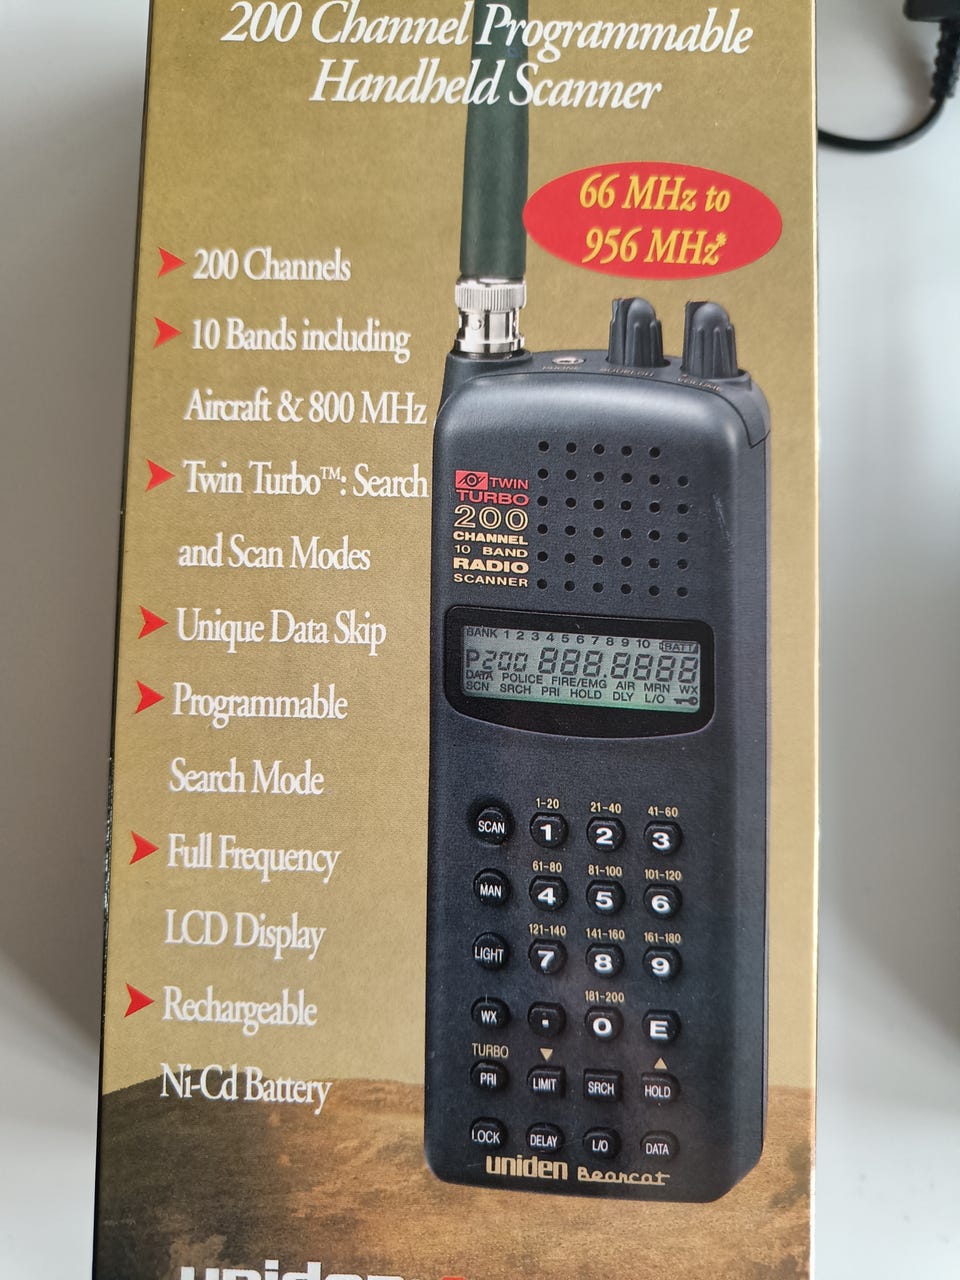 200 Channel Programmable
Handheld Scanner
66 MHz to
956 MHz*
200 Channels
10 Bands including
Aircraft & 800 MHz
Twin Turbo™: Search
and Scan Modes
Unique Data Skip
Programmable
Search Mode
Full Frequency
LCD Display
Rechargeable
Ni-Cd Battery
VOLUME
TWIN
TURBO
200
CHANNEL
10 BAND
RADIO
SCANNER
BANK 1 2 3 4 5 6 7 8 9 10 BATT
P200 888.8888
DATA POLICE FIRE/EMG AIR MRN WX
SCN SRCH PRI HOLD DLY L/O
1-20 21-40 41-60
SCAN 1 2 3
61-80 81-100 101-120
MAN 4 5 6
121-140 141-160 161-180
LIGHT 7 8 9
181-200
WX . 0 E
TURBO
PRI LIMIT SRCH HOLD
LOCK DELAY L/O DATA
uniden Bearcat
uniden